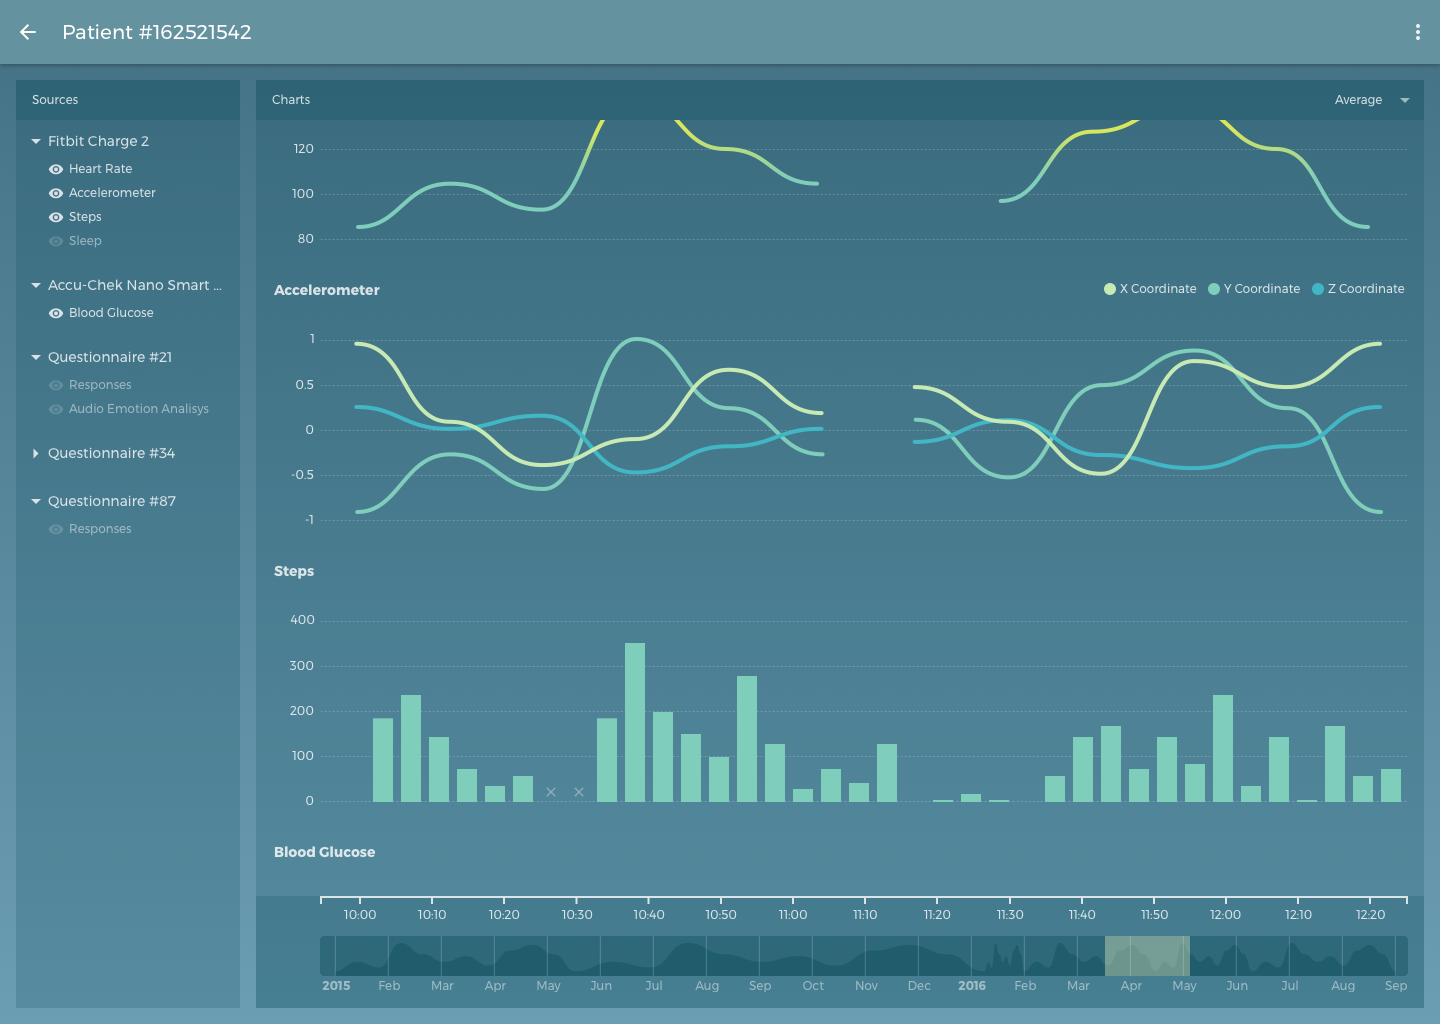 Patient #162521542
Sources
Fitbit Charge 2
Heart Rate
Accelerometer
Steps
Sleep
Accu-Chek Nano Smart ...
Blood Glucose
Questionnaire #21
Responses
Audio Emotion Analisys
Questionnaire #34
Questionnaire #87
Responses
Charts
Average
120
100
80
Accelerometer
X Coordinate Y Coordinate Z Coordinate
1
0.5
0
-0.5
-1
Steps
400
300
200
100
0
Blood Glucose
10:00 10:10 10:20 10:30 10:40 10:50 11:00 11:10 11:20 11:30 11:40 11:50 12:00 12:10 12:20
2015 Feb Mar Apr May Jun Jul Aug Sep Oct Nov Dec 2016 Feb Mar Apr May Jun Jul Aug Sep